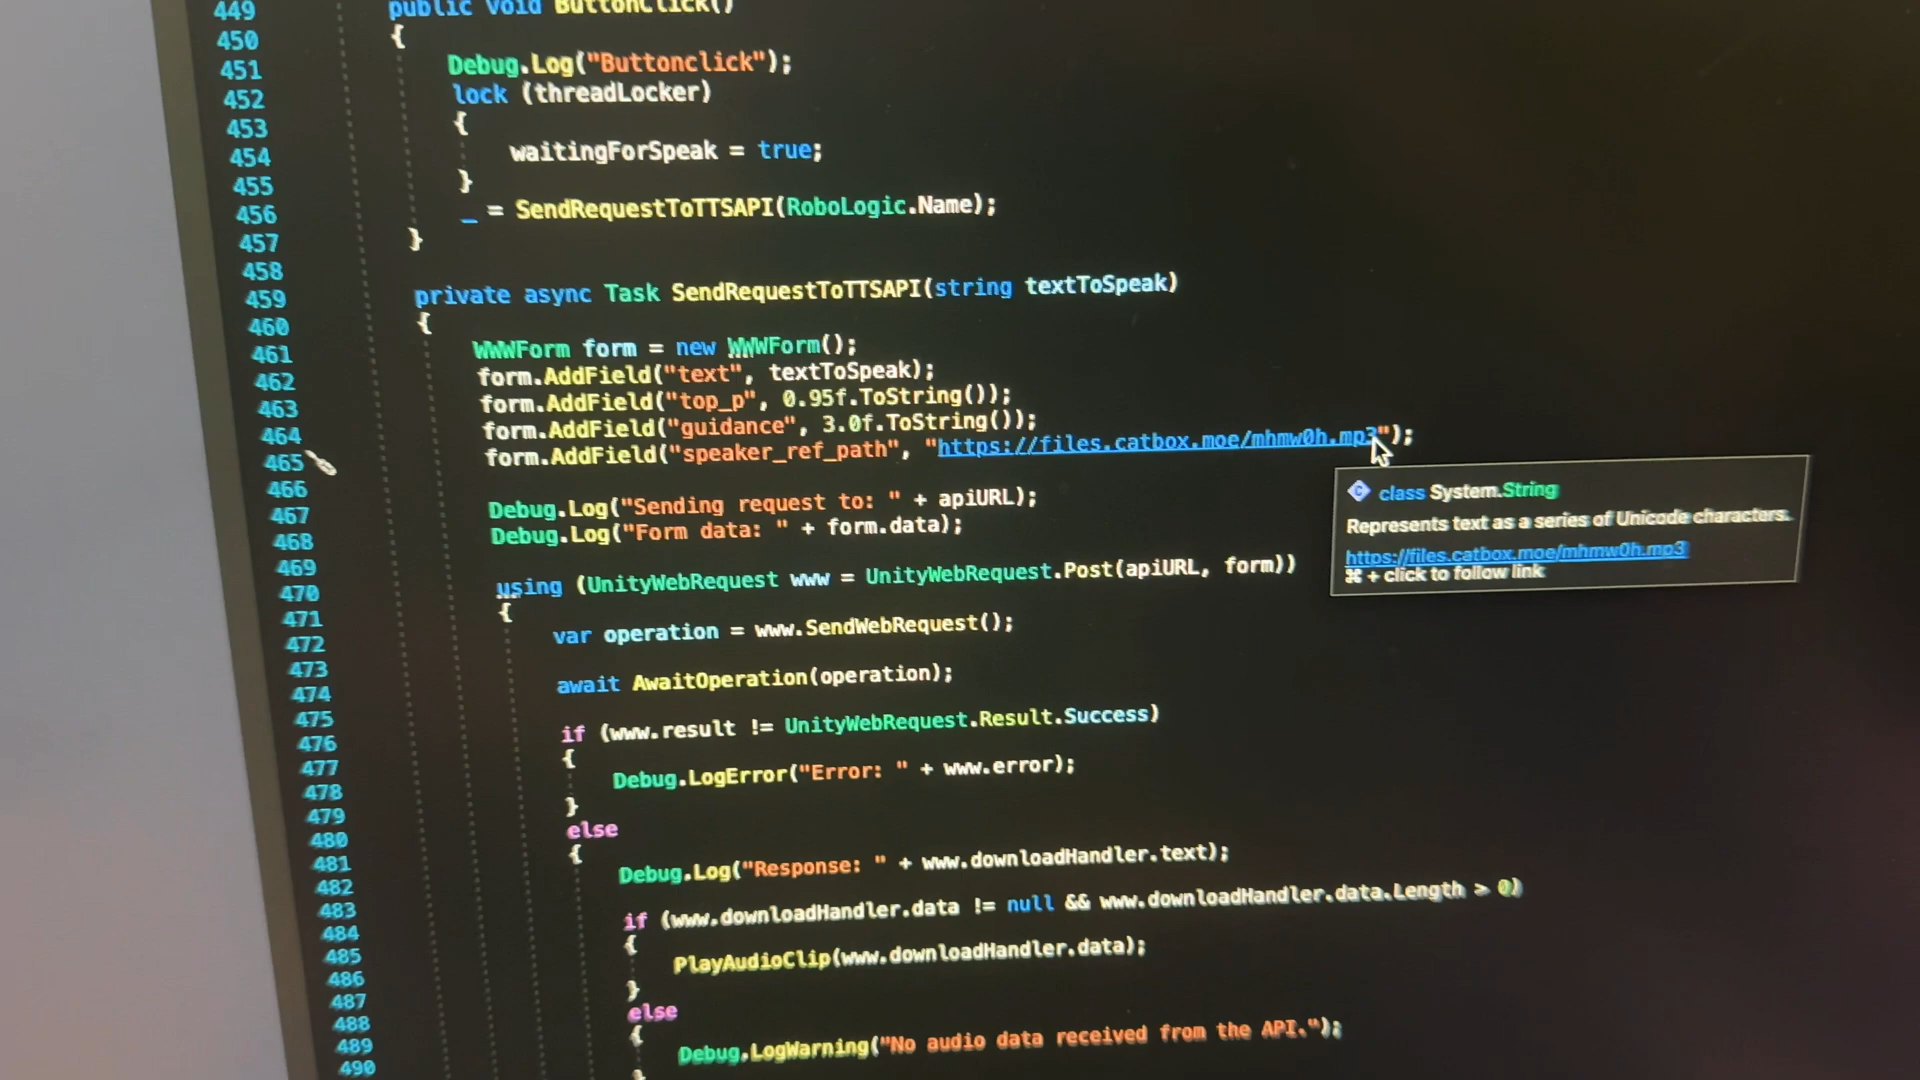 449 public void ButtonClick()
450 {
451 Debug.Log("Buttonclick");
452 lock (threadLocker)
453 {
454 waitingForSpeak = true;
455 }
456 _ = SendRequestToTTSAPI(RoboLogic.Name);
457 }
458
459 private async Task SendRequestToTTSAPI(string textToSpeak)
460 {
461 WWWForm form = new WWWForm();
462 form.AddField("text", textToSpeak);
463 form.AddField("top_p", 0.95f.ToString());
464 form.AddField("guidance", 3.0f.ToString());
465 form.AddField("speaker_ref_path", "https://files.catbox.moe/mhmw0h.mp3");
466
467 Debug.Log("Sending request to: " + apiURL);
468 Debug.Log("Form data: " + form.data);
469
470 using (UnityWebRequest www = UnityWebRequest.Post(apiURL, form))
471 {
472 var operation = www.SendWebRequest();
473
474 await AwaitOperation(operation);
475
476 if (www.result != UnityWebRequest.Result.Success)
477 {
478 Debug.LogError("Error: " + www.error);
479 }
480 else
481 {
482 Debug.Log("Response: " + www.downloadHandler.text);
483
484 if (www.downloadHandler.data != null && www.downloadHandler.data.Length > 0)
485 {
486 PlayAudioClip(www.downloadHandler.data);
487 }
488 else
489 {
490 Debug.LogWarning("No audio data received from the API.");
}
class System.String
Represents text as a series of Unicode characters.
https://files.catbox.moe/mhmw0h.mp3
⌘ + click to follow link